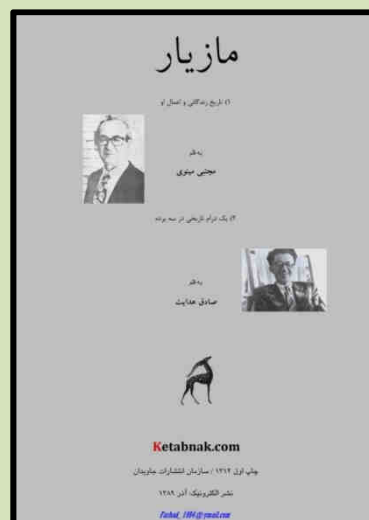 مازیار
۱) تاریخ زندگانی و اعمال او
به قلم
مجتبی مینوی
۲) یک درام تاریخی در سه پرده
به قلم
صادق هدایت
Ketabnak.com
چاپ اول ۱۳۱۲ / سازمان انتشارات جاویدان
نشر الکترونیک: آذر ۱۳۸۹